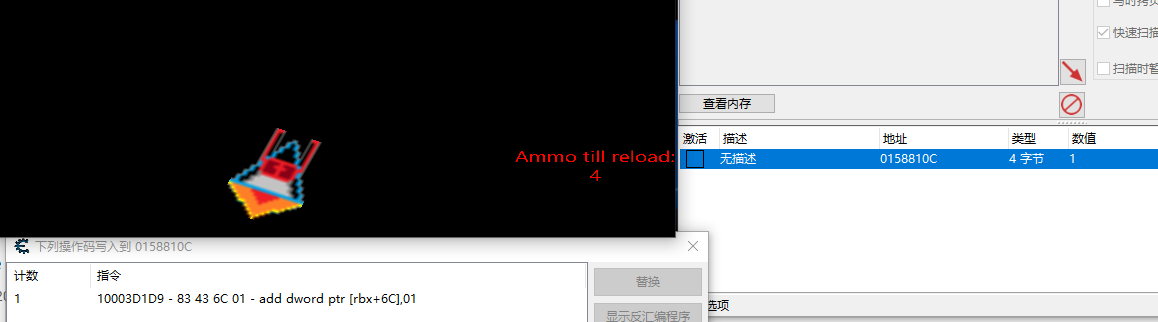 快速扫描
扫描时暂
查看内存
激活 描述 地址 类型 数值
无描述 0158810C 4 字节 1
Ammo till reload:
4
下列操作码写入到 0158810C
计数 指令
替换
1 10003D1D9 - 83 43 6C 01 - add dword ptr [rbx+6C],01
选项
显示反汇编程序